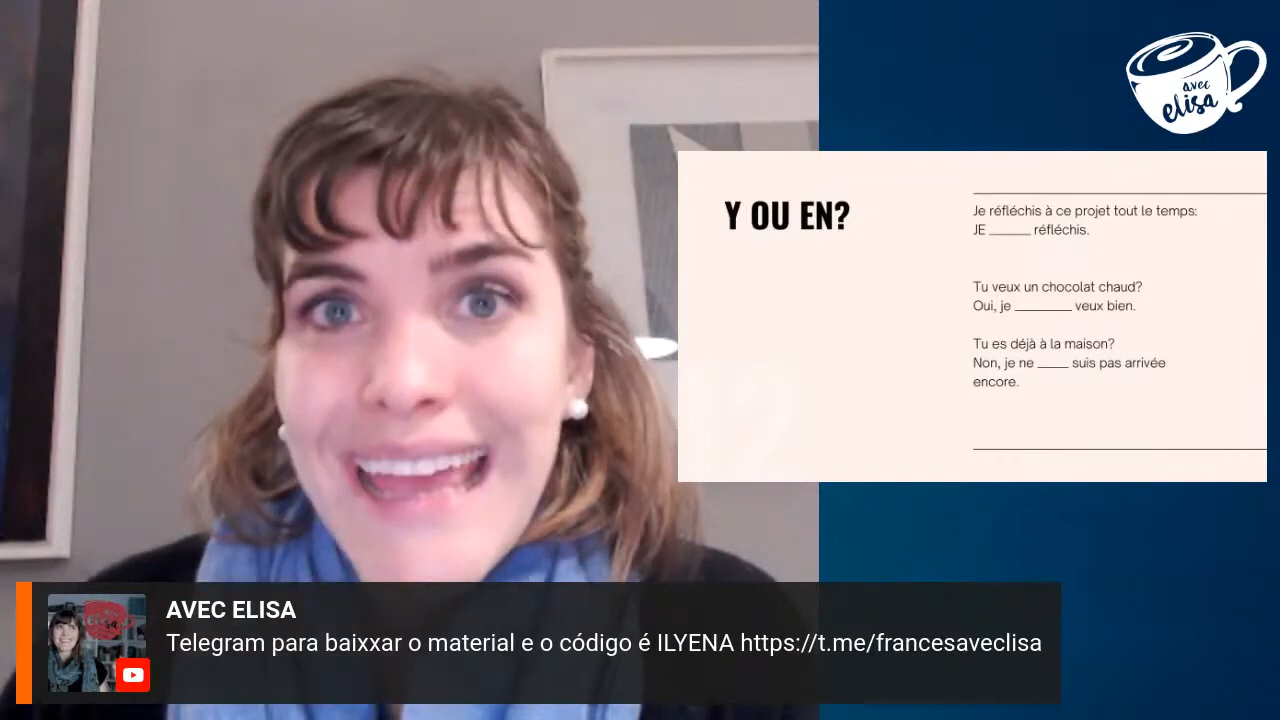 avec
elisa
Y OU EN?
Je réfléchis à ce projet tout le temps:
JE ______ réfléchis.
Tu veux un chocolat chaud?
Oui, je ________ veux bien.
Tu es déjà à la maison?
Non, je ne ____ suis pas arrivée
encore.
12
AVEC ELISA
Telegram para baixxar o material e o código é ILYENA https://t.me/francesaveclisa